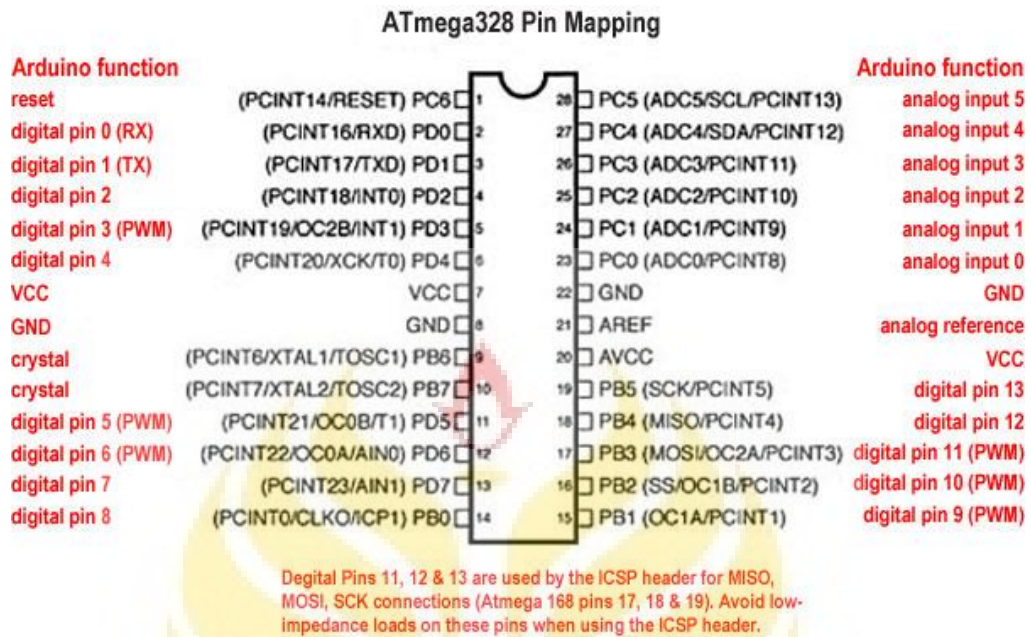 ATmega328 Pin Mapping
Arduino function Arduino function
reset (PCINT14/RESET) PC6 1 28 PC5 (ADC5/SCL/PCINT13) analog input 5
digital pin 0 (RX) (PCINT16/RXD) PD0 2 27 PC4 (ADC4/SDA/PCINT12) analog input 4
digital pin 1 (TX) (PCINT17/TXD) PD1 3 26 PC3 (ADC3/PCINT11) analog input 3
digital pin 2 (PCINT18/INT0) PD2 4 25 PC2 (ADC2/PCINT10) analog input 2
digital pin 3 (PWM) (PCINT19/OC2B/INT1) PD3 5 24 PC1 (ADC1/PCINT9) analog input 1
digital pin 4 (PCINT20/XCK/T0) PD4 6 23 PC0 (ADC0/PCINT8) analog input 0
VCC VCC 7 22 GND GND
GND GND 8 21 AREF analog reference
crystal (PCINT6/XTAL1/TOSC1) PB6 9 20 AVCC VCC
crystal (PCINT7/XTAL2/TOSC2) PB7 10 19 PB5 (SCK/PCINT5) digital pin 13
digital pin 5 (PWM) (PCINT21/OC0B/T1) PD5 11 18 PB4 (MISO/PCINT4) digital pin 12
digital pin 6 (PWM) (PCINT22/OC0A/AIN0) PD6 12 17 PB3 (MOSI/OC2A/PCINT3) digital pin 11 (PWM)
digital pin 7 (PCINT23/AIN1) PD7 13 16 PB2 (SS/OC1B/PCINT2) digital pin 10 (PWM)
digital pin 8 (PCINT0/CLKO/ICP1) PB0 14 15 PB1 (OC1A/PCINT1) digital pin 9 (PWM)
Degital Pins 11, 12 & 13 are used by the ICSP header for MISO,
MOSI, SCK connections (Atmega 168 pins 17, 18 & 19). Avoid low-
impedance loads on these pins when using the ICSP header.